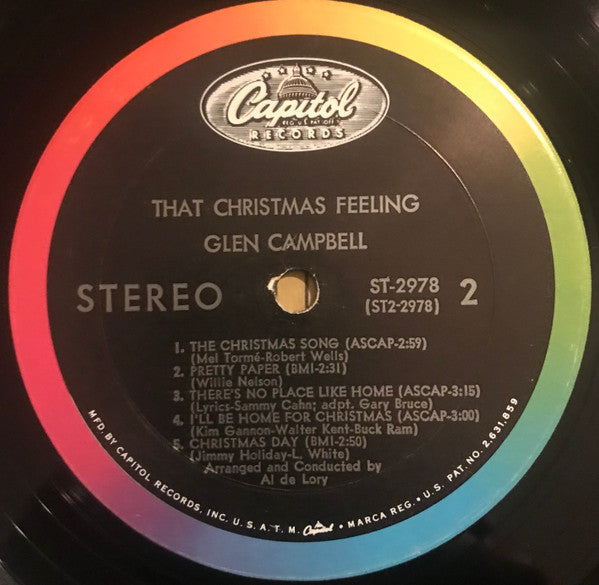 Capitol
REG. U.S. PAT. OFF.
RECORDS
THAT CHRISTMAS FEELING
GLEN CAMPBELL
STEREO
ST-2978
(ST2-2978)
2
1. THE CHRISTMAS SONG (ASCAP-2:59)
(Mel Tormé-Robert Wells)
2. PRETTY PAPER (BMI-2:31)
(Willie Nelson)
3. THERE'S NO PLACE LIKE HOME (ASCAP-3:15)
(Lyrics-Sammy Cahn; adpt. Gary Bruce)
4. I'LL BE HOME FOR CHRISTMAS (ASCAP-3:00)
(Kim Gannon-Walter Kent-Buck Ram)
5. CHRISTMAS DAY (BMI-2:50)
(Jimmy Holiday-L. White)
Arranged and Conducted by
Al de Lory
MFD. BY CAPITOL RECORDS, INC. U.S.A. T.M. Capitol • MARCA REG. • U.S. PAT. NO. 2,631,859